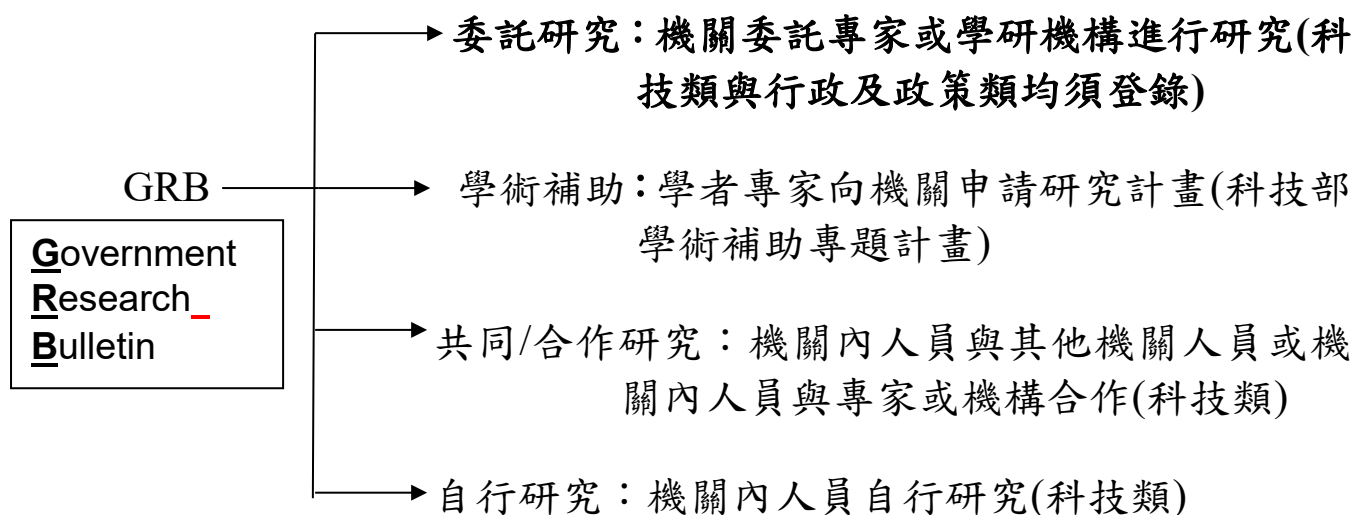 委託研究：機關委託專家或學研機構進行研究(科
技類與行政及政策類均須登錄)
GRB
學術補助：學者專家向機關申請研究計畫(科技部
學術補助專題計畫)
Government
Research
Bulletin
共同/合作研究：機關內人員與其他機關人員或機
關內人員與專家或機構合作(科技類)
自行研究：機關內人員自行研究(科技類)